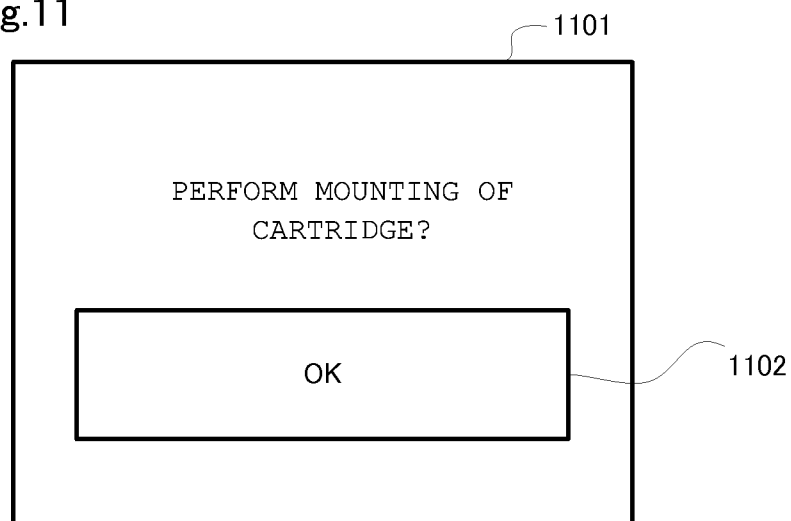 g.11
1101
PERFORM MOUNTING OF
CARTRIDGE?
OK
1102